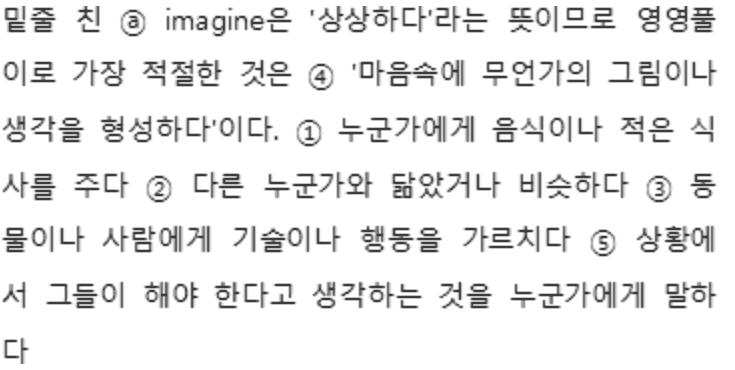 밑줄 친 ⓐ imagine은 '상상하다'라는 뜻이므로 영영풀
이로 가장 적절한 것은 ④ '마음속에 무언가의 그림이나
생각을 형성하다'이다. ① 누군가에게 음식이나 적은 식
사를 주다 ② 다른 누군가와 닮았거나 비슷하다 ③ 동
물이나 사람에게 기술이나 행동을 가르치다 ⑤ 상황에
서 그들이 해야 한다고 생각하는 것을 누군가에게 말하
다